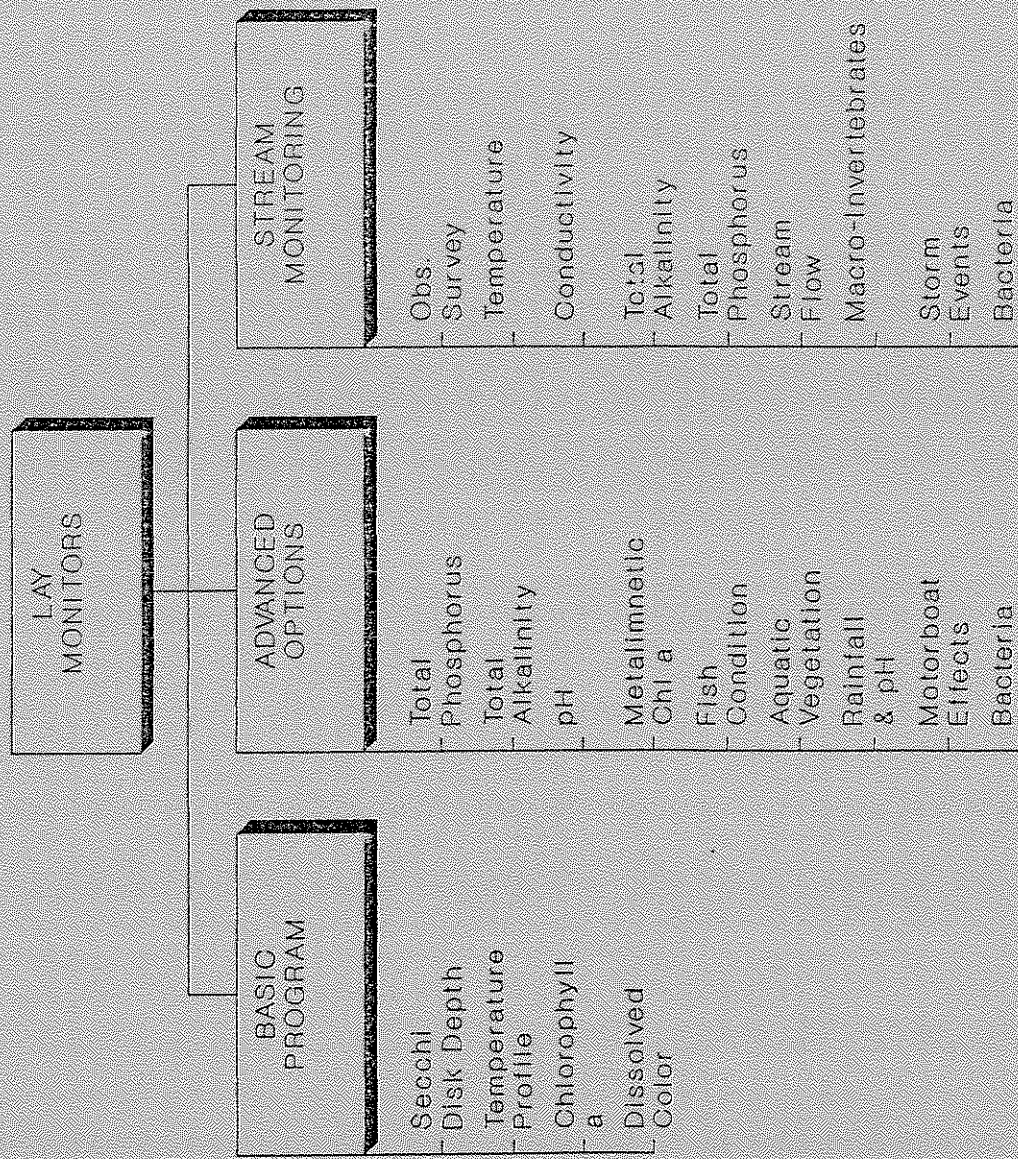 LAY
MONITORS
BASIC
PROGRAM
Secchi
Disk Depth
Temperature
Profile
Chlorophyll
a
Dissolved
Color
ADVANCED
OPTIONS
Total
Phosphorus
Total
Alkalinity
pH
Metalimnetic
Chl a
Fish
Condition
Aquatic
Vegetation
Rainfall
& pH
Motorboat
Effects
Bacteria
STREAM
MONITORING
Obs.
Survey
Temperature
Conductivity
Total
Alkalinity
Total
Phosphorus
Stream
Flow
Macro-Invertebrates
Storm
Events
Bacteria